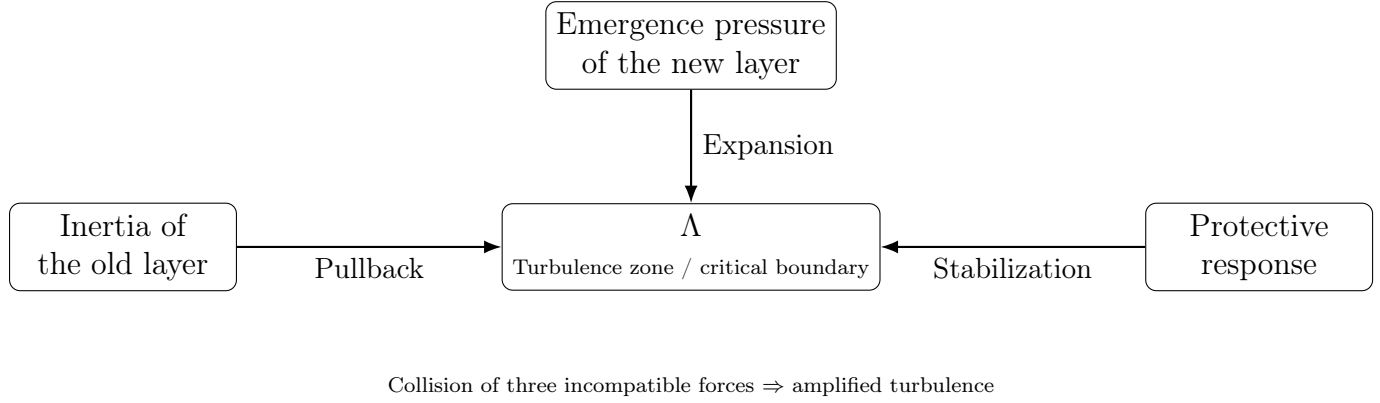 Emergence pressure
of the new layer
Expansion
Inertia of
the old layer
Pullback
Λ
Turbulence zone / critical boundary
Stabilization
Protective
response
Collision of three incompatible forces ⇒ amplified turbulence